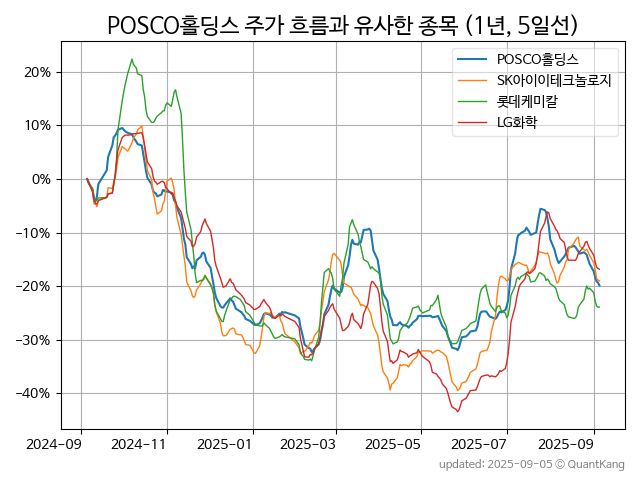 POSCO홀딩스 주가 흐름과 유사한 종목 (1년, 5일선)
POSCO홀딩스
SK아이이테크놀로지
롯데케미칼
LG화학
20%
10%
0%
−10%
−20%
−30%
−40%
2024-09 2024-11 2025-01 2025-03 2025-05 2025-07 2025-09
updated: 2025-09-05 © QuantKang